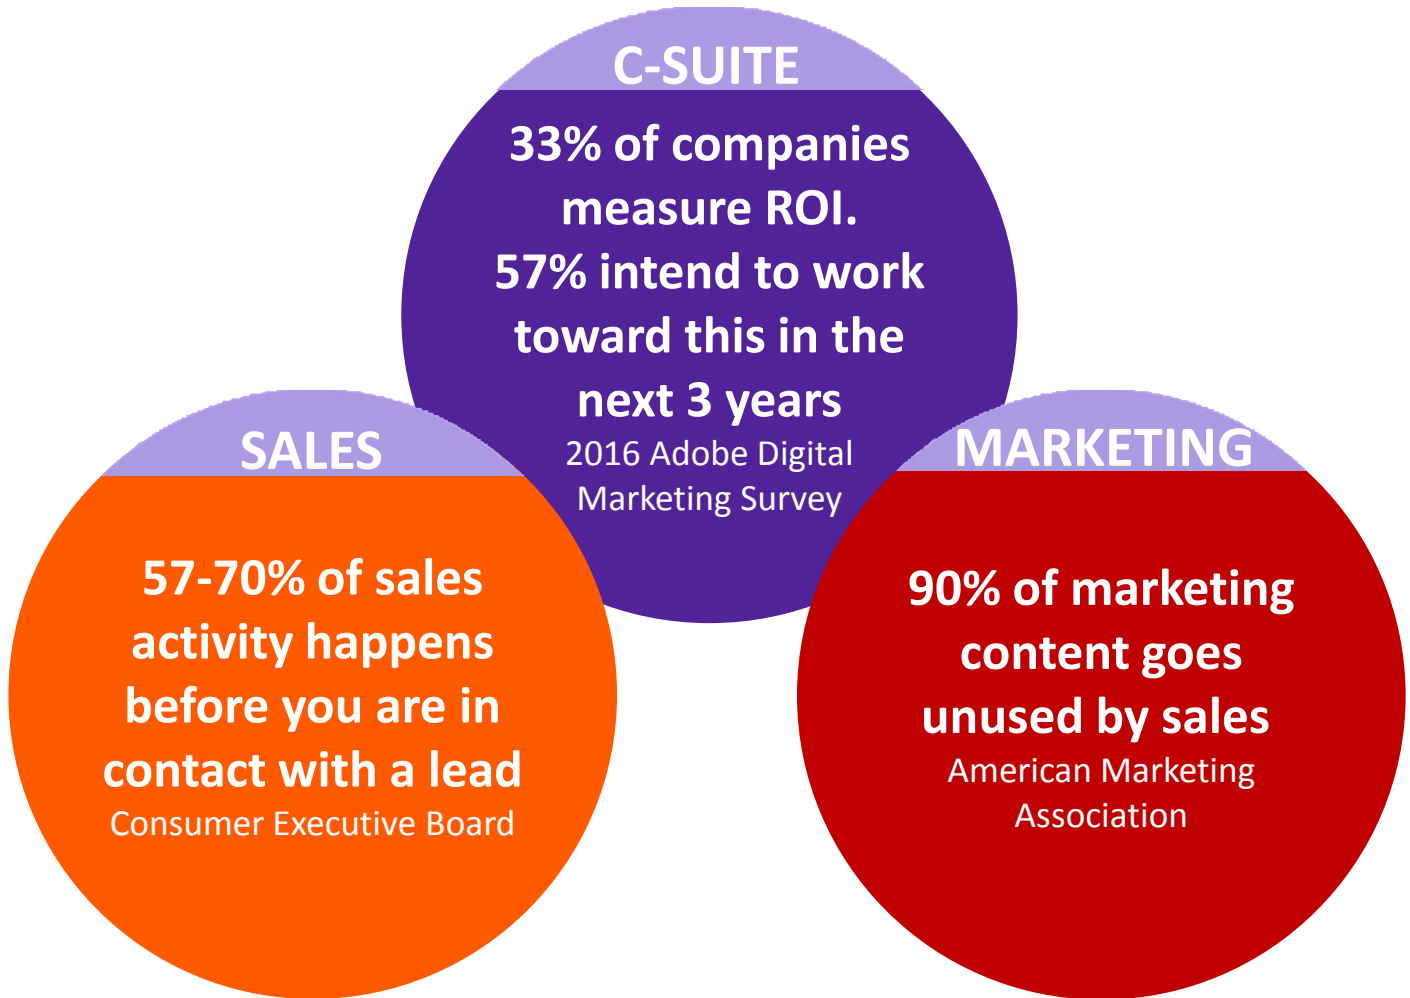 C-SUITE
33% of companies
measure ROI.
57% intend to work
toward this in the
next 3 years
2016 Adobe Digital
Marketing Survey
SALES
57-70% of sales
activity happens
before you are in
contact with a lead
Consumer Executive Board
MARKETING
90% of marketing
content goes
unused by sales
American Marketing
Association